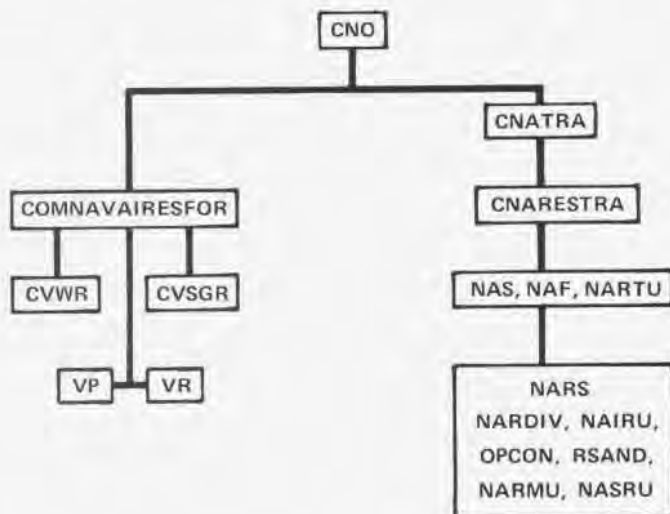 CNO
CNATRA
COMNAVAIRESFOR
CNARESTRA
CVWR
CVSGR
NAS, NAF, NARTU
VP
VR
NARS
NARDIV, NAIRU,
OPCON, RSAND,
NARMU, NASRU